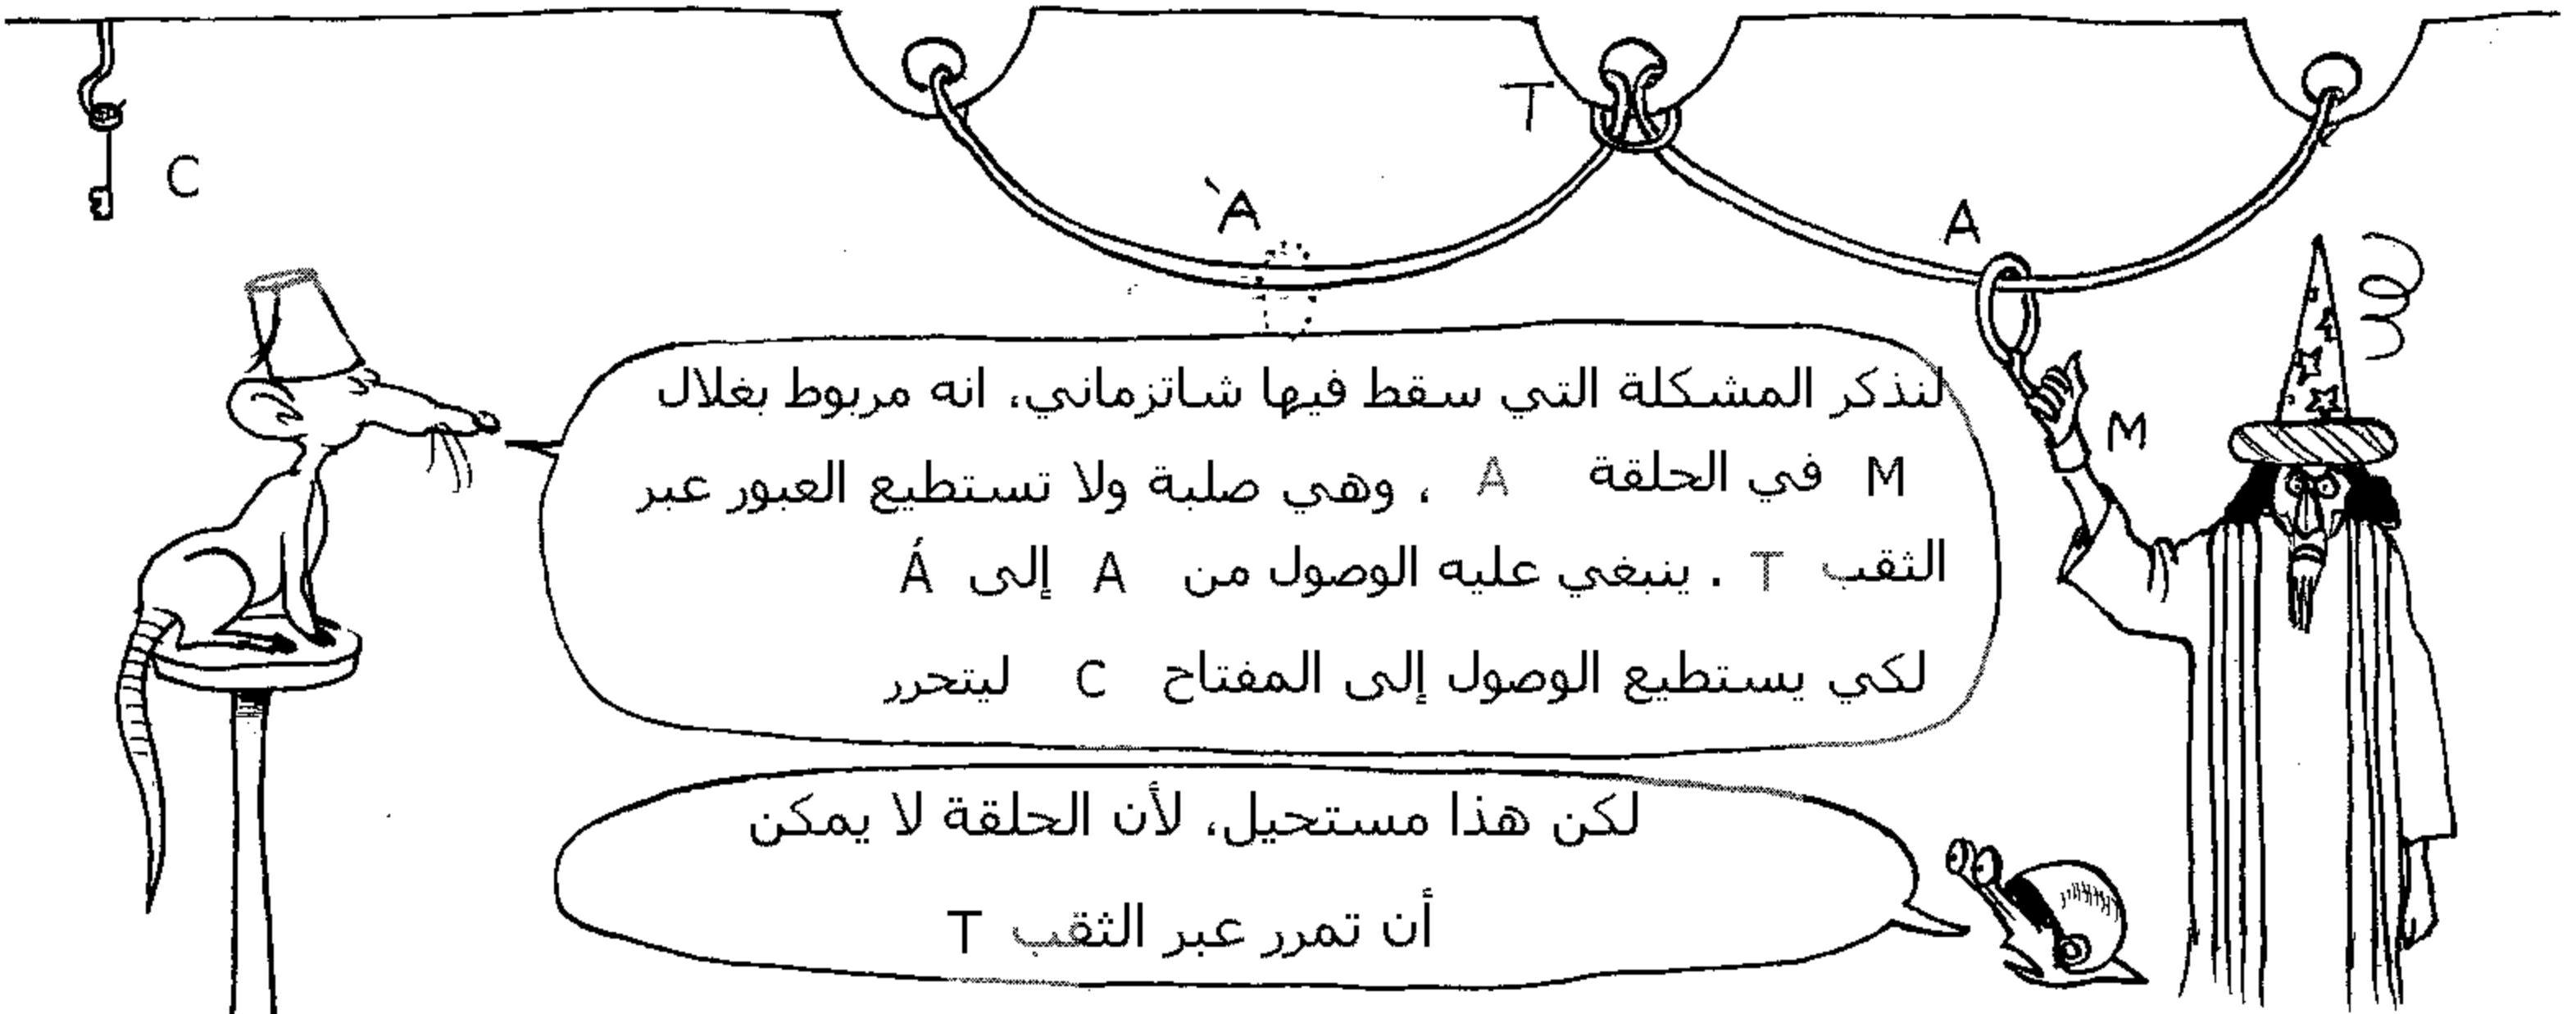 C
T
À
A
M
لنذكر المشكلة التي سقط فيها شاتزماني، انه مربوط بغلال
M في الحلقة A ، وهي صلبة ولا تستطيع العبور عبر
الثقب T . ينبغي عليه الوصول من A إلى Á
لكي يستطيع الوصول إلى المفتاح C ليتحرر
لكن هذا مستحيل، لأن الحلقة لا يمكن
أن تمرر عبر الثقب T